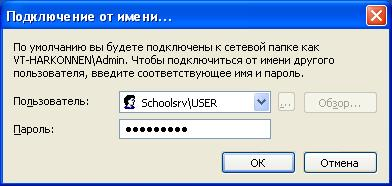 Подключение от имени...
По умолчанию вы будете подключены к сетевой папке как
VT-HARKONNEN\Admin. Чтобы подключиться от имени другого
пользователя, введите соответствующее имя и пароль.
Пользователь: Schoolsrv\USER ... Обзор...
Пароль: •••••••••
ОК Отмена